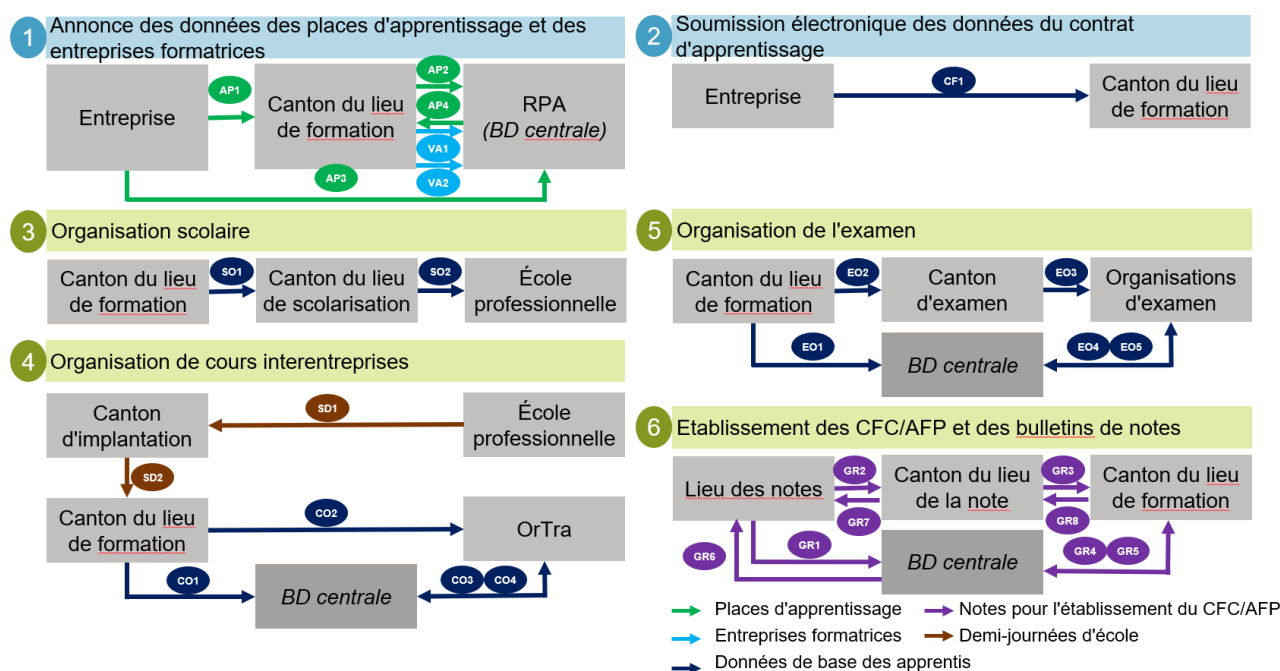 1
Annonce des données des places d'apprentissage et des
entreprises formatrices
Entreprise
AP1
Canton du lieu
de formation
AP2
AP4
VA1
VA2
RPA
(BD centrale)
AP3
2
Soumission électronique des données du contrat
d'apprentissage
Entreprise
CF1
Canton du lieu
de formation
3
Organisation scolaire
Canton du lieu
de formation
SO1
Canton du lieu
de scolarisation
SO2
École
professionnelle
4
Organisation de cours interentreprises
Canton
d'implantation
SD1
École
professionnelle
SD2
Canton du lieu
de formation
CO2
OrTra
CO1
BD centrale
CO3
CO4
5
Organisation de l'examen
Canton du lieu
de formation
EO2
Canton
d'examen
EO3
Organisations
d'examen
EO1
BD centrale
EO4
EO5
6
Etablissement des CFC/AFP et des bulletins de notes
Lieu des notes
GR2
GR7
Canton du lieu
de la note
GR3
GR8
Canton du lieu
de formation
GR6
GR1
BD centrale
GR4
GR5
Places d'apprentissage
Entreprises formatrices
Données de base des apprentis
Notes pour l'établissement du CFC/AFP
Demi-journées d'école